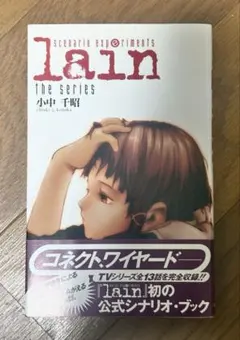 scenario experiments
lain
the series
小中 千昭
コネクト、ワイヤード
TVシリーズ全13話を完全収録!!
『lain』初の
公式シナリオ・ブック